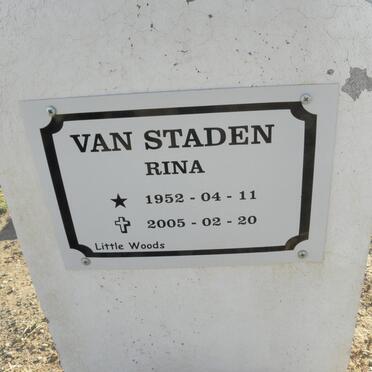 VAN STADEN
RINA
★ 1952 - 04 - 11
✞ 2005 - 02 - 20
Little Woods